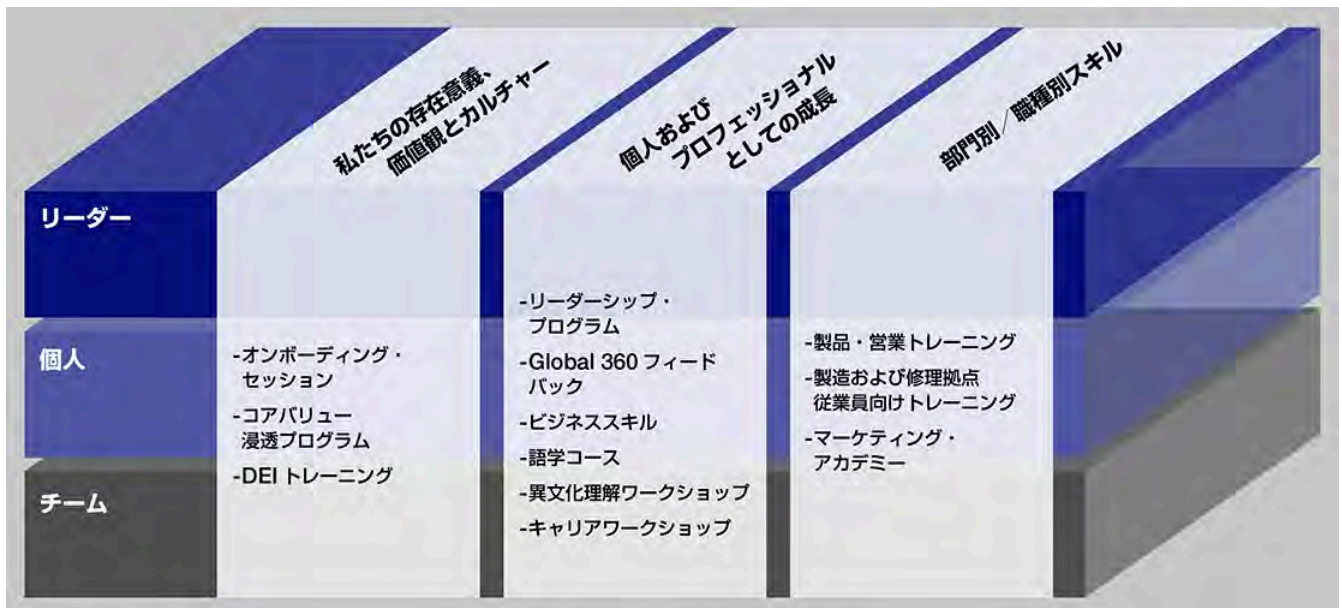 私たちの存在意義、
価値観とカルチャー
個人および
プロフェッショナル
としての成長
部門別／職種別スキル
リーダー
個人
チーム
-オンボーディング・
セッション
-コアバリュー
浸透プログラム
-DEI トレーニング
-リーダーシップ・
プログラム
-Global 360 フィード
バック
-ビジネススキル
-語学コース
-異文化理解ワークショップ
-キャリアワークショップ
-製品・営業トレーニング
-製造および修理拠点
従業員向けトレーニング
-マーケティング・
アカデミー